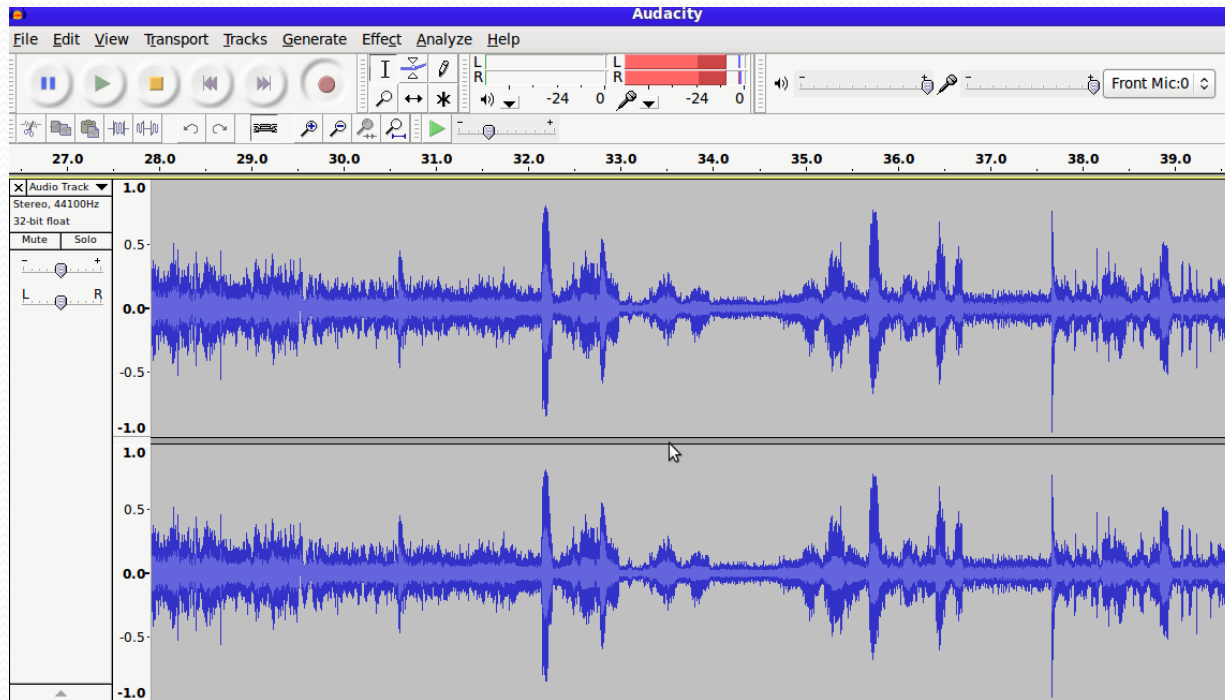 Audacity
File Edit View Transport Tracks Generate Effect Analyze Help
L
R
-24 0
L
R
-24 0
- +
- +
Front Mic:0
- +
27.0 28.0 29.0 30.0 31.0 32.0 33.0 34.0 35.0 36.0 37.0 38.0 39.0
X Audio Track
Stereo, 44100Hz
32-bit float
Mute Solo
- +
L R
1.0
0.5
0.0
-0.5
-1.0
1.0
0.5
0.0
-0.5
-1.0